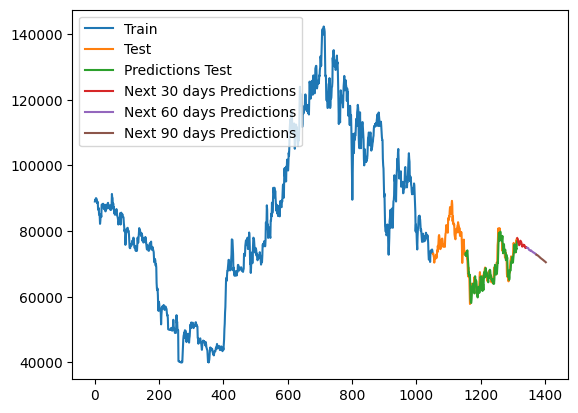 Train
Test
Predictions Test
Next 30 days Predictions
Next 60 days Predictions
Next 90 days Predictions
140000
120000
100000
80000
60000
40000
0 200 400 600 800 1000 1200 1400